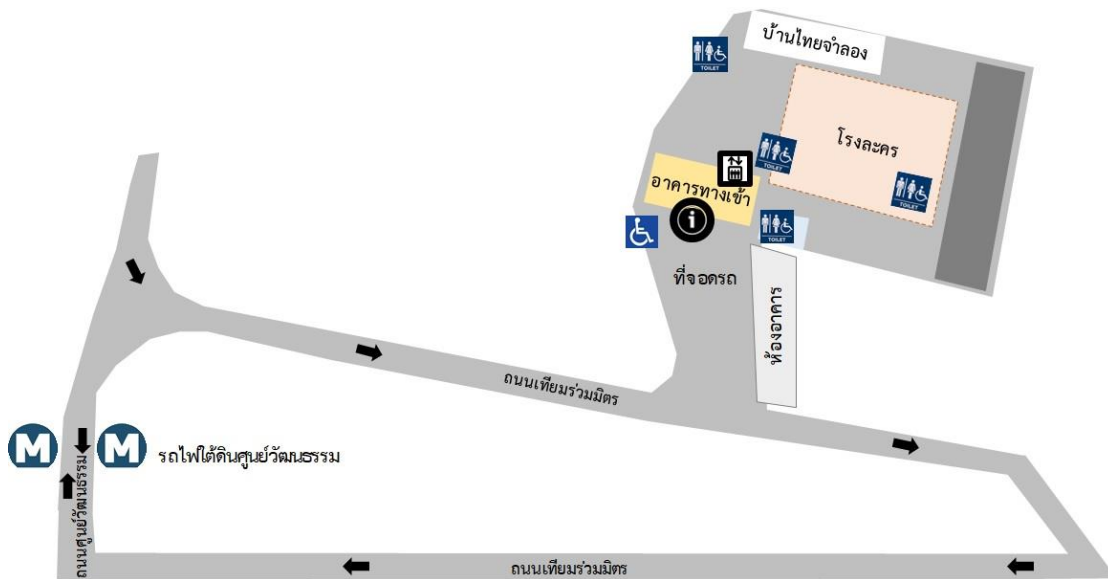 บ้านไทยจำลอง
TOILET
โรงละคร
TOILET
อาคารทางเข้า
TOILET
i
TOILET
ที่จอดรถ
ห้องอาคาร
ถนนเทียมร่วมมิตร
M
M
รถไฟใต้ดินศูนย์วัฒนธรรม
ถนนศูนย์วัฒนธรรม
ถนนเทียมร่วมมิตร